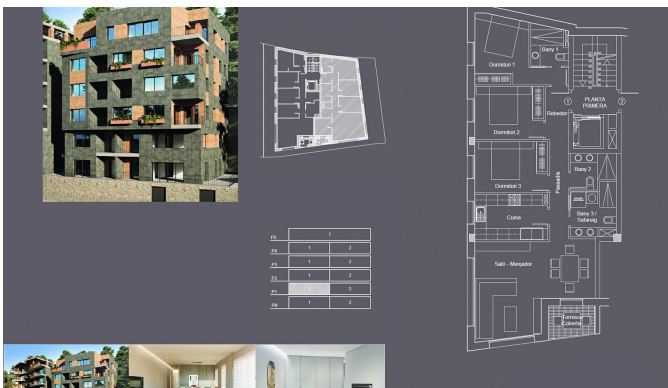 Dormitori 1
Bany 1
1
PLANTA
PRIMERA
2
Rebedor
Dormitori 2
Bany 2
Passadís
Dormitori 3
Cuina
Bany 3 /
Safareig
Saló - Menjador
Terrassa
Coberta
P5 1
P4 1 2
P3 1 2
P2 1 2
P1 1 2
PB 1 2